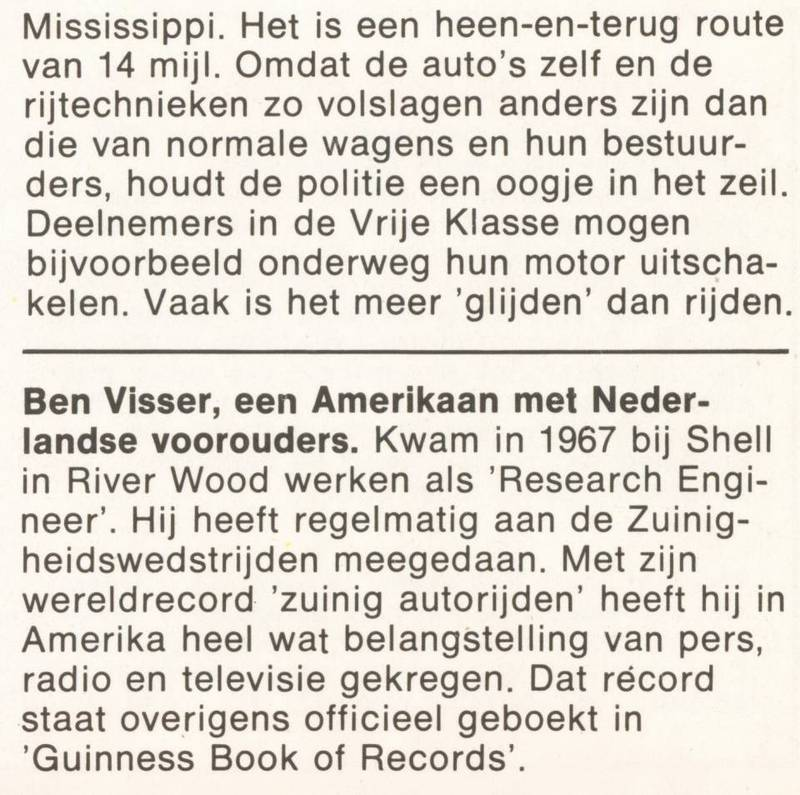 Mississippi. Het is een heen-en-terug route
van 14 mijl. Omdat de auto's zelf en de
rijtechnieken zo volslagen anders zijn dan
die van normale wagens en hun bestuur-
ders, houdt de politie een oogje in het zeil.
Deelnemers in de Vrije Klasse mogen
bijvoorbeeld onderweg hun motor uitscha-
kelen. Vaak is het meer 'glijden' dan rijden.
Ben Visser, een Amerikaan met Neder-
landse voorouders. Kwam in 1967 bij Shell
in River Wood werken als 'Research Engi-
neer'. Hij heeft regelmatig aan de Zuinig-
heidswedstrijden meegedaan. Met zijn
wereldrecord 'zuinig autorijden' heeft hij in
Amerika heel wat belangstelling van pers,
radio en televisie gekregen. Dat récord
staat overigens officieel geboekt in
'Guinness Book of Records'.